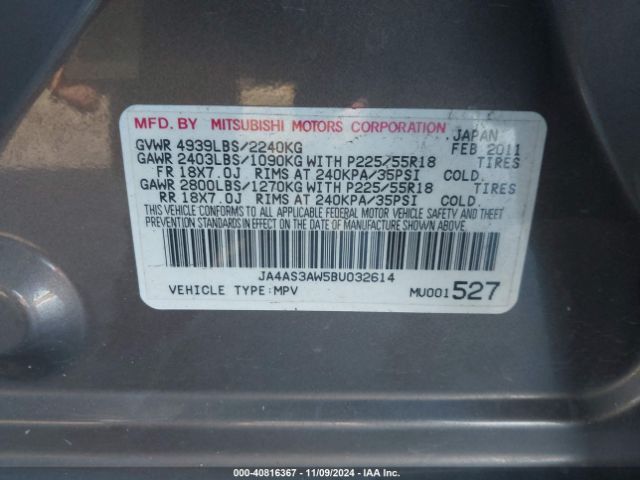 MFD. BY MITSUBISHI MOTORS CORPORATION JAPAN
GVWR 4939LBS/2240KG FEB 2011
GAWR 2403LBS/1090KG WITH P225/55R18 TIRES
FR 18X7.0J RIMS AT 240KPA/35PSI COLD.
GAWR 2800LBS/1270KG WITH P225/55R18 TIRES
RR 18X7.0J RIMS AT 240KPA/35PSI COLD.
THIS VEHICLE CONFORMS TO ALL APPLICABLE FEDERAL MOTOR VEHICLE SAFETY AND THEFT
PREVENTION STANDARDS IN EFFECT ON THE DATE OF MANUFACTURE SHOWN ABOVE.
JA4AS3AW5BU032614
VEHICLE TYPE:MPV MU001527
00-40816367 - 11/09/2024 - IAA Inc.